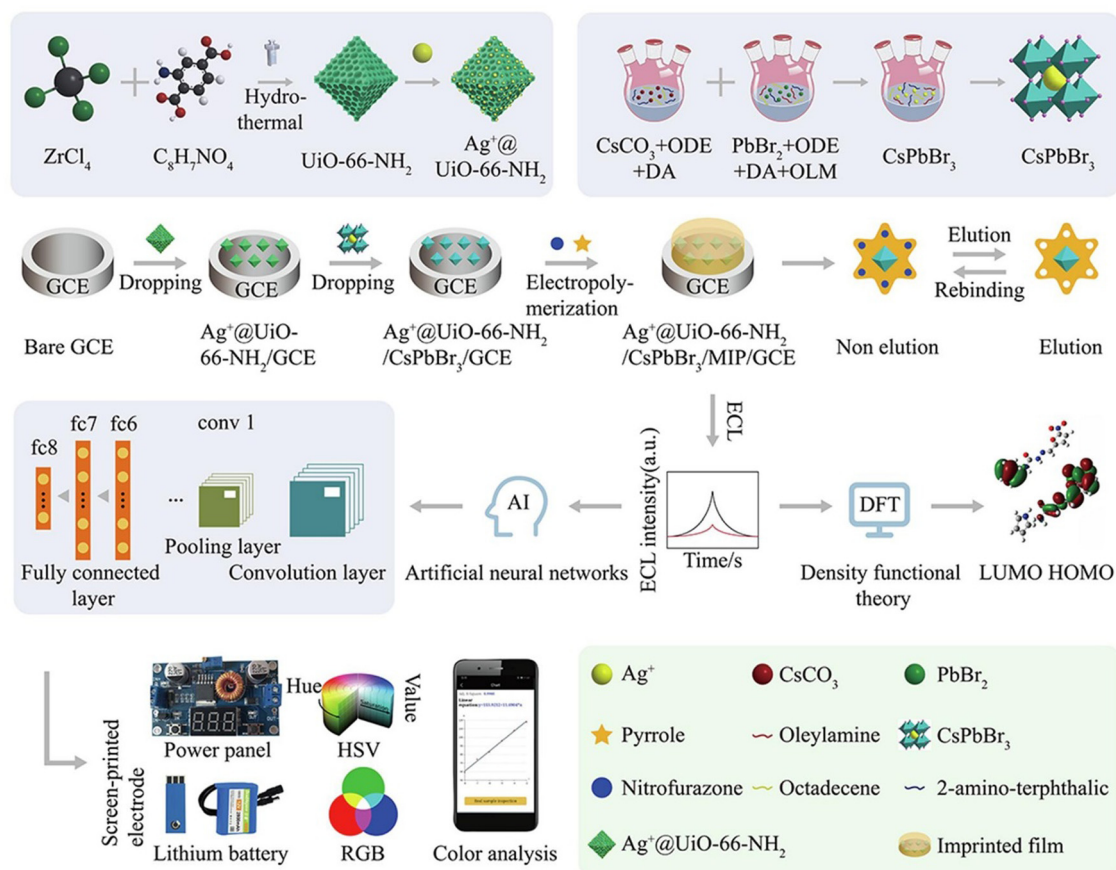 Hydro-
thermal
ZrCl4
C8H7NO4
UiO-66-NH2
Ag+@
UiO-66-NH2
CsCO3+ODE
+DA
PbBr2+ODE
+DA+OLM
CsPbBr3
CsPbBr3
GCE
Dropping
GCE
Dropping
GCE
Electropoly-
merization
GCE
Elution
Rebinding
Bare GCE
Ag+@UiO-
66-NH2/GCE
Ag+@UiO-66-NH2
/CsPbBr3/GCE
Ag+@UiO-66-NH2
/CsPbBr3/MIP/GCE
Non elution
Elution
ECL
fc8
fc7
fc6
conv 1
...
Pooling layer
Fully connected
layer
Convolution layer
AI
Artificial neural networks
ECL intensity(a.u.)
Time/s
DFT
Density functional
theory
LUMO HOMO
Screen-printed
electrode
Power panel
Lithium battery
Hue
Value
HSV
RGB
Linear
Color analysis
Ag+
CsCO3
PbBr2
Pyrrole
Oleylamine
CsPbBr3
Nitrofurazone
Octadecene
2-amino-terphthalic
Ag+@UiO-66-NH2
Imprinted film